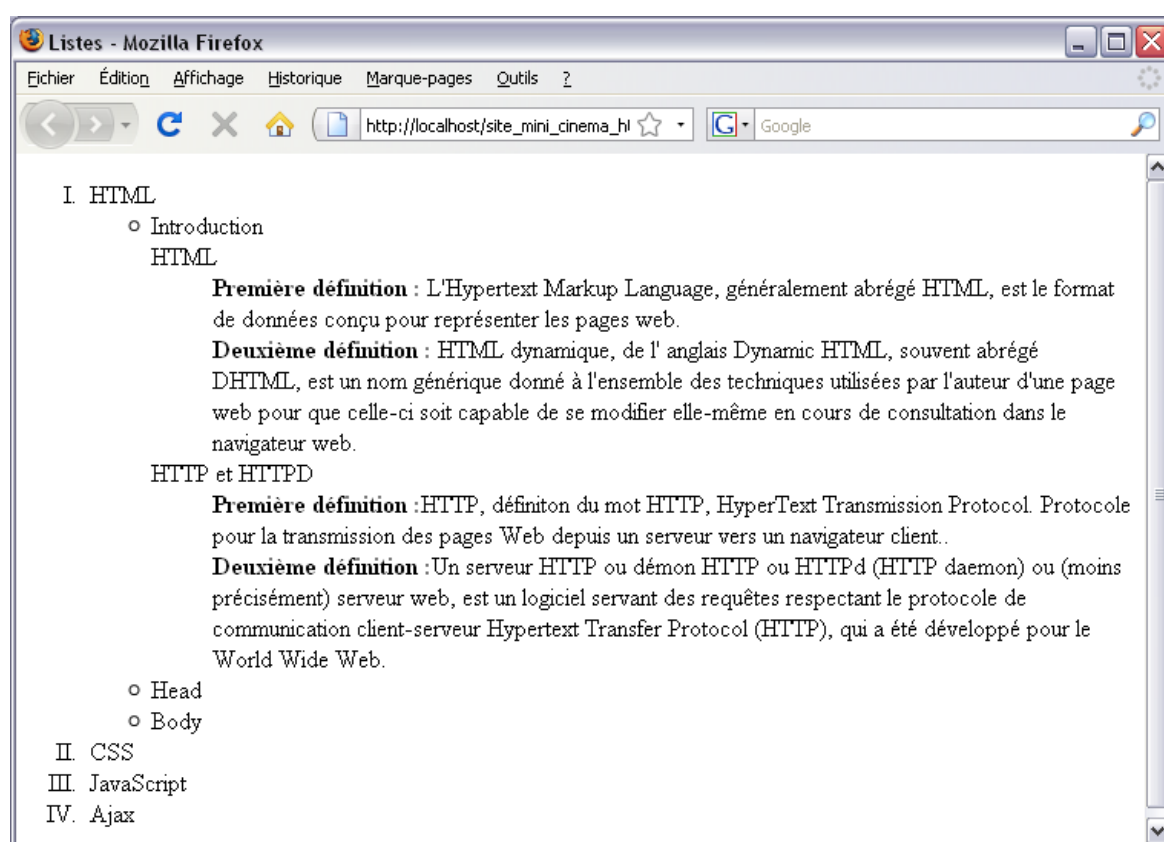 Listes - Mozilla Firefox
Fichier Édition Affichage Historique Marque-pages Outils ?
http://localhost/site_mini_cinema_hl G Google
I. HTML
Introduction
HTML
Première définition : L'Hypertext Markup Language, généralement abrégé HTML, est le format
de données conçu pour représenter les pages web.
Deuxième définition : HTML dynamique, de l' anglais Dynamic HTML, souvent abrégé
DHTML, est un nom générique donné à l'ensemble des techniques utilisées par l'auteur d'une page
web pour que celle-ci soit capable de se modifier elle-même en cours de consultation dans le
navigateur web.
HTTP et HTTPD
Première définition :HTTP, définiton du mot HTTP, HyperText Transmission Protocol. Protocole
pour la transmission des pages Web depuis un serveur vers un navigateur client..
Deuxième définition :Un serveur HTTP ou démon HTTP ou HTTPd (HTTP daemon) ou (moins
précisément) serveur web, est un logiciel servant des requêtes respectant le protocole de
communication client-serveur Hypertext Transfer Protocol (HTTP), qui a été développé pour le
World Wide Web.
Head
Body
II. CSS
III. JavaScript
IV. Ajax